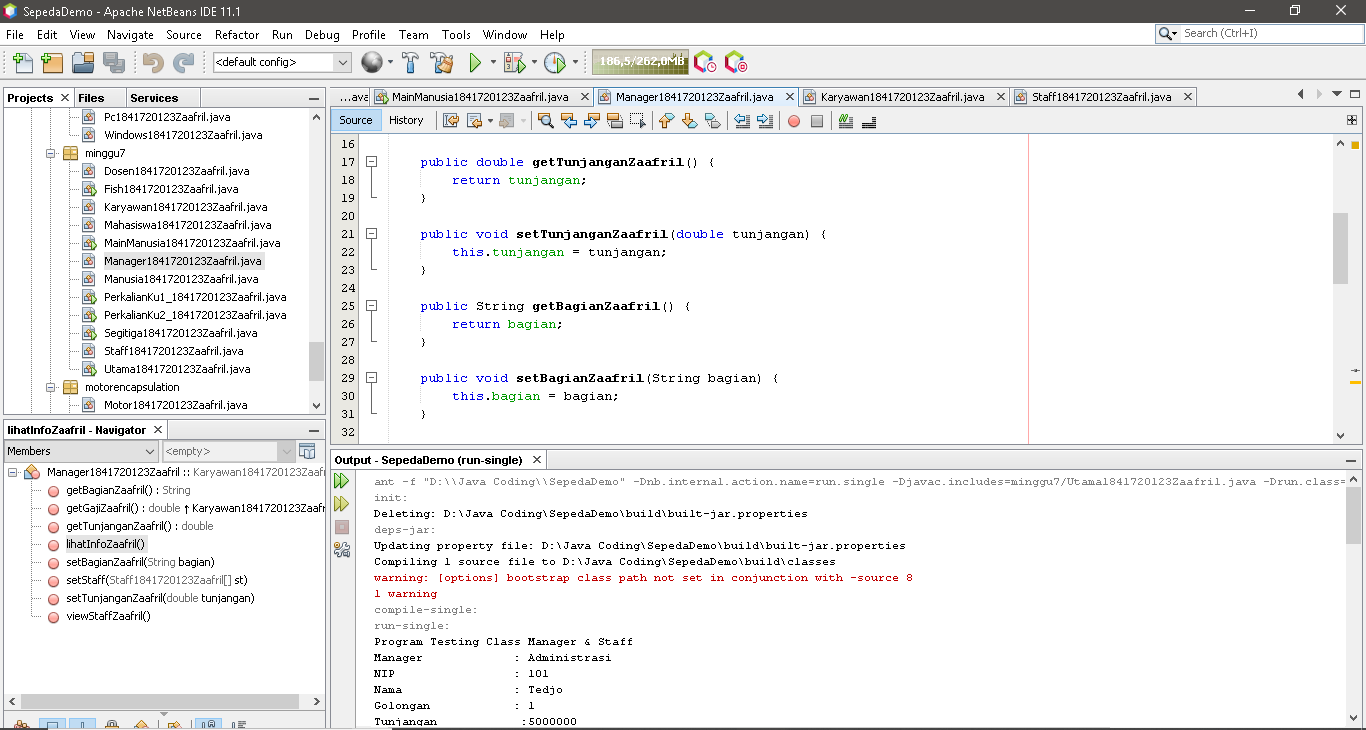 SepedaDemo - Apache NetBeans IDE 11.1
File Edit View Navigate Source Refactor Run Debug Profile Team Tools Window Help
Search (Ctrl+I)
<default config>
186,5/262,0MB
Projects Files Services
Pc1841720123Zaafril.java
Windows1841720123Zaafril.java
minggu7
Dosen1841720123Zaafril.java
Fish1841720123Zaafril.java
Karyawan1841720123Zaafril.java
Mahasiswa1841720123Zaafril.java
MainManusia1841720123Zaafril.java
Manager1841720123Zaafril.java
Manusia1841720123Zaafril.java
PerkalianKu1_1841720123Zaafril.java
PerkalianKu2_1841720123Zaafril.java
Segitiga1841720123Zaafril.java
Staff1841720123Zaafril.java
Utama1841720123Zaafril.java
motorencapsulation
Motor1841720123Zaafril.java
lihatInfoZaafril - Navigator
Members
<empty>
Manager1841720123Zaafril :: Karyawan1841720123Zaafri
getBagianZaafril() : String
getGajiZaafril() : double ↑ Karyawan1841720123Zaafr
getTunjanganZaafril() : double
lihatInfoZaafril()
setBagianZaafril(String bagian)
setStaff(Staff1841720123Zaafril[] st)
setTunjanganZaafril(double tunjangan)
viewStaffZaafril()
...ava MainManusia1841720123Zaafril.java Manager1841720123Zaafril.java Karyawan1841720123Zaafril.java Staff1841720123Zaafril.java
Source History
16
17 public double getTunjanganZaafril() {
18 return tunjangan;
19 }
20
21 public void setTunjanganZaafril(double tunjangan) {
22 this.tunjangan = tunjangan;
23 }
24
25 public String getBagianZaafril() {
26 return bagian;
27 }
28
29 public void setBagianZaafril(String bagian) {
30 this.bagian = bagian;
31 }
32
Output - SepedaDemo (run-single)
ant -f "D:\\Java Coding\\SepedaDemo" -Dnb.internal.action.name=run.single -Djavac.includes=minggu7/Utama1841720123Zaafril.java -Drun.class=
init:
Deleting: D:\Java Coding\SepedaDemo\build\built-jar.properties
deps-jar:
Updating property file: D:\Java Coding\SepedaDemo\build\built-jar.properties
Compiling 1 source file to D:\Java Coding\SepedaDemo\build\classes
warning: [options] bootstrap class path not set in conjunction with -source 8
1 warning
compile-single:
run-single:
Program Testing Class Manager & Staff
Manager : Administrasi
NIP : 101
Nama : Tedjo
Golongan : 1
Tunjangan :5000000